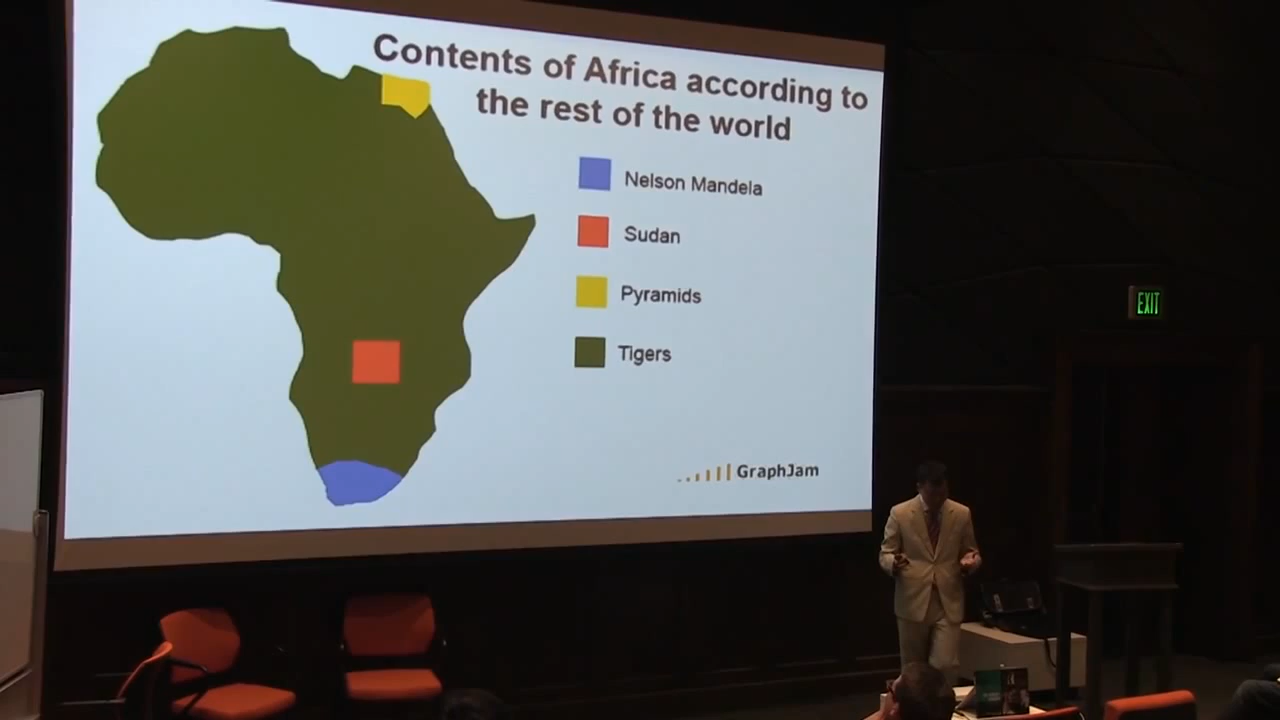 Contents of Africa according to
the rest of the world
Nelson Mandela
Sudan
Pyramids
Tigers
GraphJam
EXIT